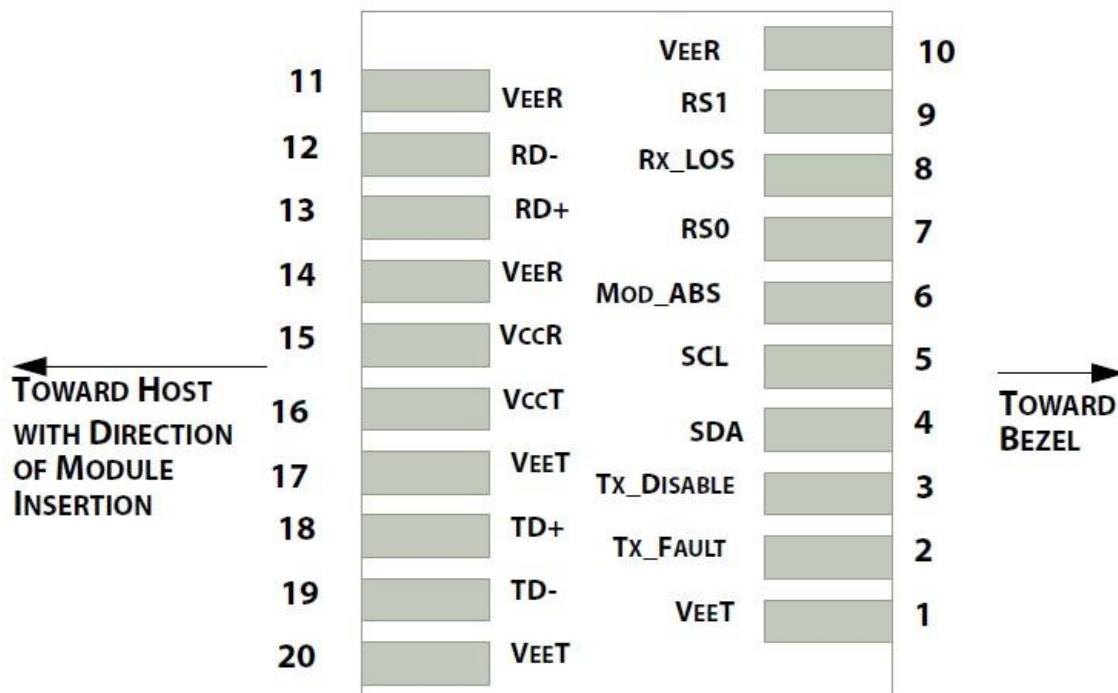 11 VEER
12 RD-
13 RD+
14 VEER
15 VCCR
16 VCCT
17 VEET
18 TD+
19 TD-
20 VEET
TOWARD HOST
WITH DIRECTION
OF MODULE
INSERTION
VEER 10
RS1 9
RX_LOS 8
RS0 7
MOD_ABS 6
SCL 5
SDA 4
TX_DISABLE 3
TX_FAULT 2
VEET 1
TOWARD
BEZEL